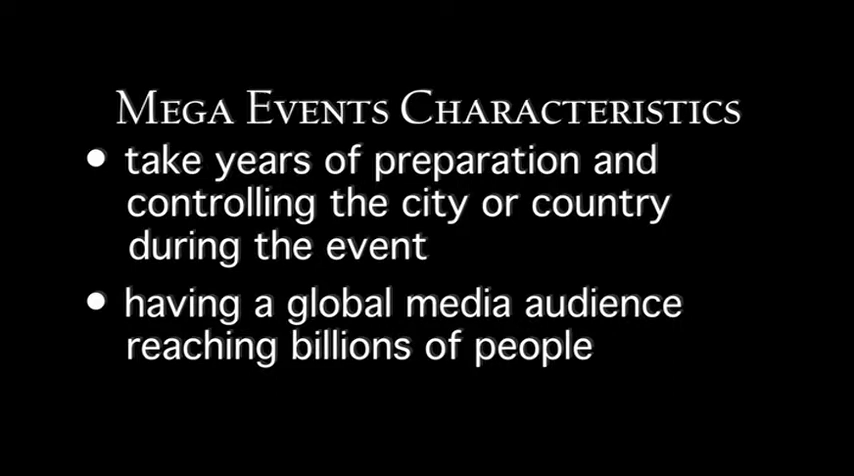 Mega Events Characteristics
• take years of preparation and
controlling the city or country
during the event
• having a global media audience
reaching billions of people